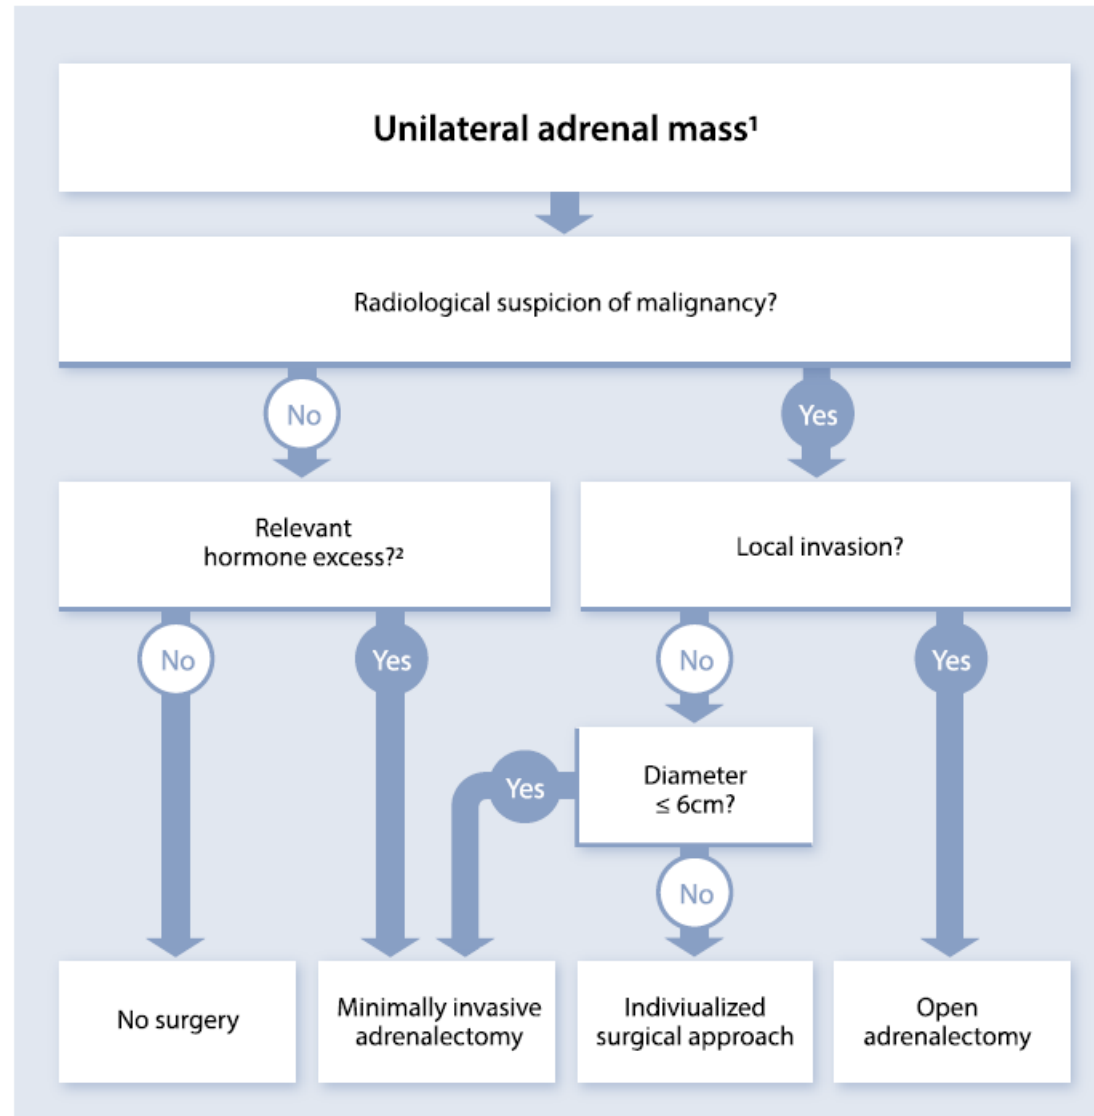 Unilateral adrenal mass¹
Radiological suspicion of malignancy?
No
Yes
Relevant
hormone excess?²
Local invasion?
No
Yes
No
Yes
Yes
Diameter
≤ 6cm?
No
No surgery
Minimally invasive
adrenalectomy
Indiviualized
surgical approach
Open
adrenalectomy